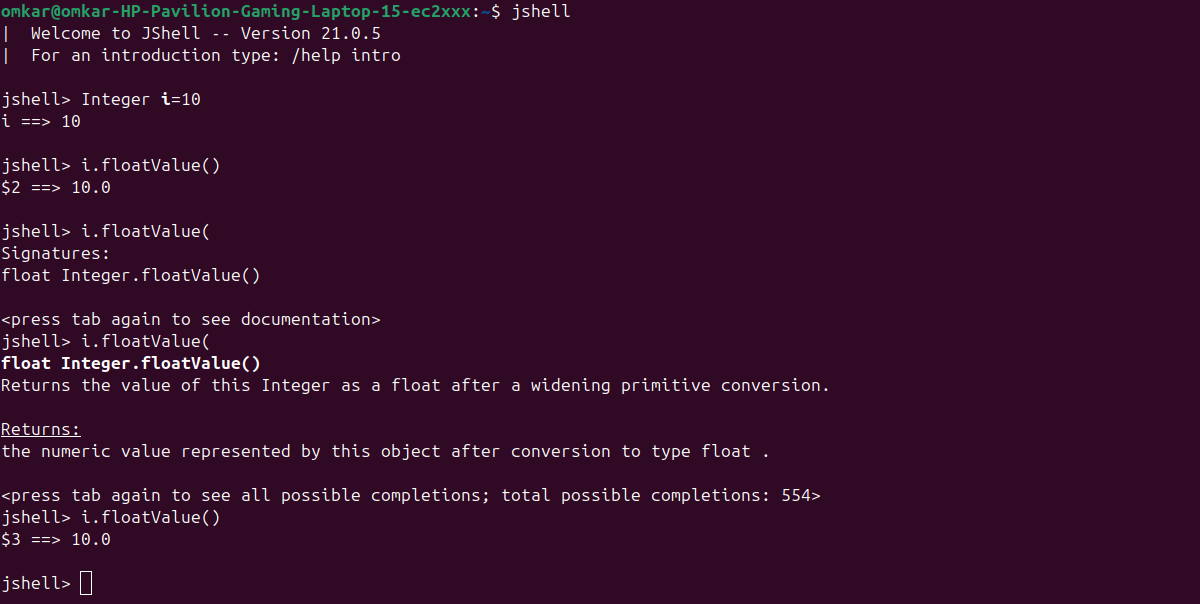 omkar@omkar-HP-Pavilion-Gaming-Laptop-15-ec2xxx:~$ jshell
|  Welcome to JShell -- Version 21.0.5
|  For an introduction type: /help intro

jshell> Integer i=10
i ==> 10

jshell> i.floatValue()
$2 ==> 10.0

jshell> i.floatValue(
Signatures:
float Integer.floatValue()

<press tab again to see documentation>
jshell> i.floatValue(
float Integer.floatValue()
Returns the value of this Integer as a float after a widening primitive conversion.

Returns:
the numeric value represented by this object after conversion to type float .

<press tab again to see all possible completions; total possible completions: 554>
jshell> i.floatValue()
$3 ==> 10.0

jshell>